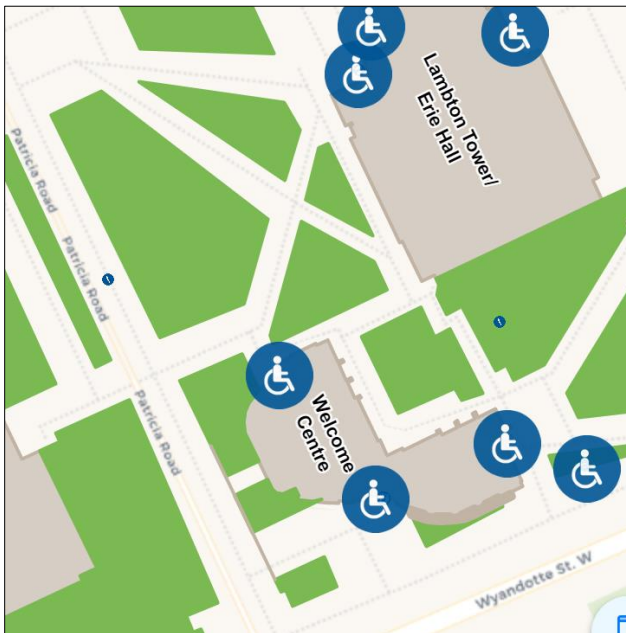 Lambton Tower/
Erie Hall
Patricia Road
Patricia Road
Patricia Road
Welcome
Centre
Wyandotte St. W